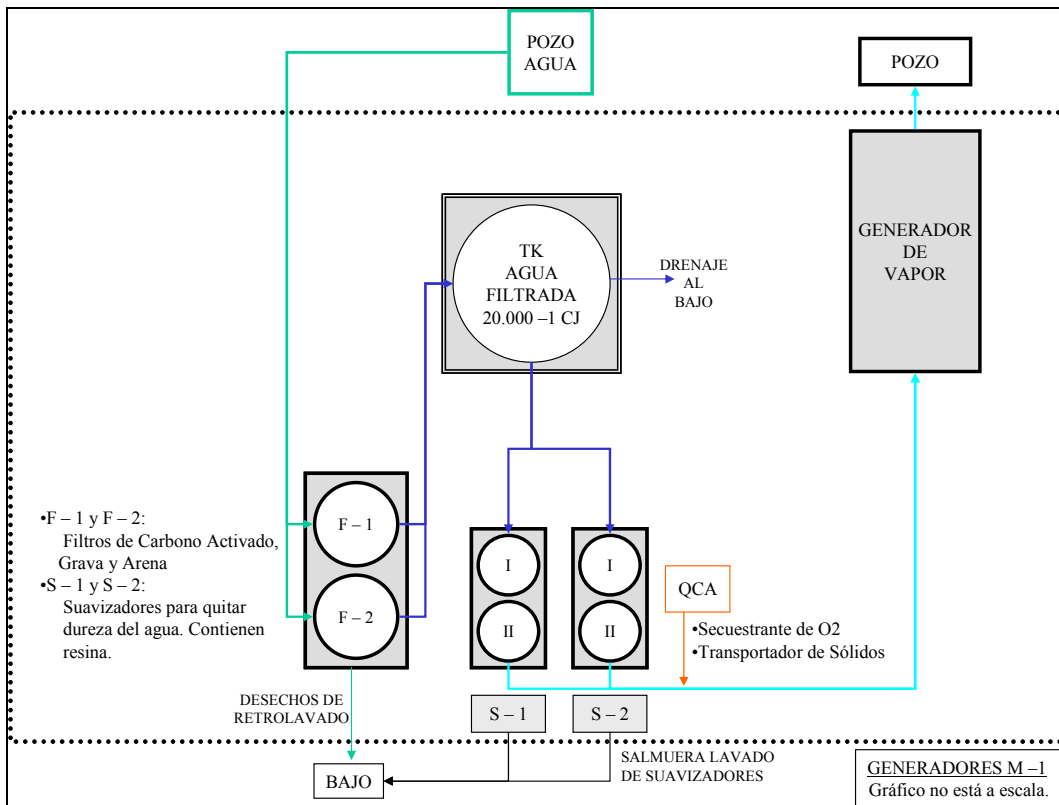 POZO
AGUA
POZO
GENERADOR
DE
VAPOR
TK
AGUA
FILTRADA
20.000 –1 CJ
DRENAJE
AL
BAJO
•F – 1 y F – 2:
Filtros de Carbono Activado,
Grava y Arena
•S – 1 y S – 2:
Suavizadores para quitar
dureza del agua. Contienen
resina.
F – 1
F – 2
I
II
I
II
QCA
•Secuestrante de O2
•Transportador de Sólidos
DESECHOS DE
RETROLAVADO
S – 1
S – 2
BAJO
SALMUERA LAVADO
DE SUAVIZADORES
GENERADORES M –1
Gráfico no está a escala.